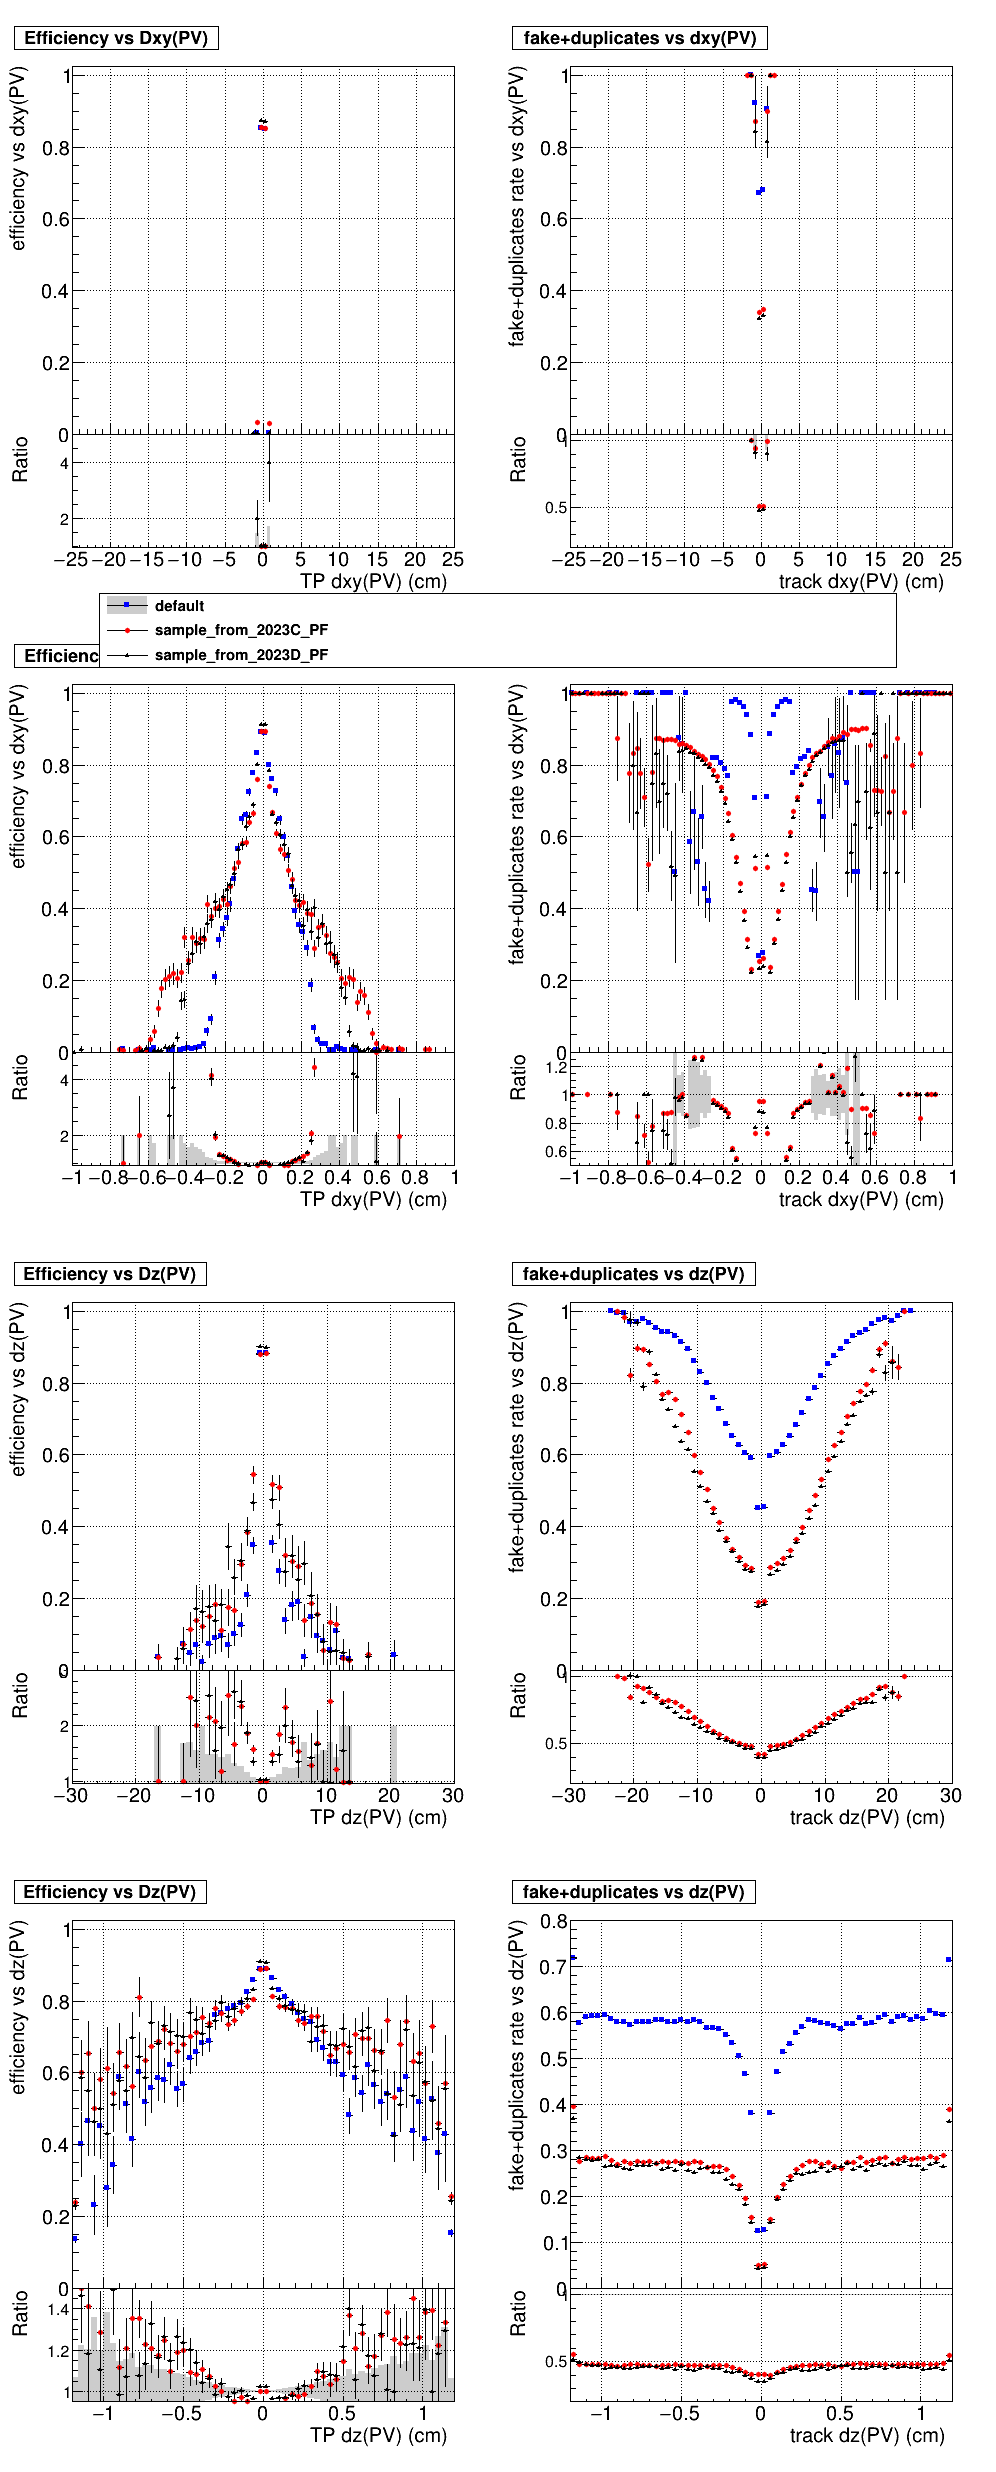 Efficiency vs Dxy(PV)
fake+duplicates vs dxy(PV)
efficiency vs dxy(PV)
1
0.8
0.6
0.4
0.2
0
Ratio
4
2
−25 −20 −15 −10 −5 0 5 10 15 20 25
TP dxy(PV) (cm)
fake+duplicates rate vs dxy(PV)
1
0.8
0.6
0.4
0.2
0
Ratio
1
0.5
−25 −20 −15 −10 −5 0 5 10 15 20 25
track dxy(PV) (cm)
default
sample_from_2023C_PF
sample_from_2023D_PF
Efficienc
efficiency vs dxy(PV)
1
0.8
0.6
0.4
0.2
0
Ratio
4
2
−1 −0.8 −0.6 −0.4 −0.2 0 0.2 0.4 0.6 0.8 1
TP dxy(PV) (cm)
fake+duplicates rate vs dxy(PV)
1
0.8
0.6
0.4
0.2
0
Ratio
1.2
1
0.8
0.6
−1 −0.8 −0.6 −0.4 −0.2 0 0.2 0.4 0.6 0.8 1
track dxy(PV) (cm)
Efficiency vs Dz(PV)
fake+duplicates vs dz(PV)
efficiency vs dz(PV)
1
0.8
0.6
0.4
0.2
0
Ratio
2
1
−30 −20 −10 0 10 20 30
TP dz(PV) (cm)
fake+duplicates rate vs dz(PV)
1
0.8
0.6
0.4
0.2
0
Ratio
1
0.5
−30 −20 −10 0 10 20 30
track dz(PV) (cm)
Efficiency vs Dz(PV)
fake+duplicates vs dz(PV)
efficiency vs dz(PV)
1
0.8
0.6
0.4
0.2
0
Ratio
1.4
1.2
1
−1 −0.5 0 0.5 1
TP dz(PV) (cm)
fake+duplicates rate vs dz(PV)
0.8
0.7
0.6
0.5
0.4
0.3
0.2
0.1
0
Ratio
1
0.5
−1 −0.5 0 0.5 1
track dz(PV) (cm)